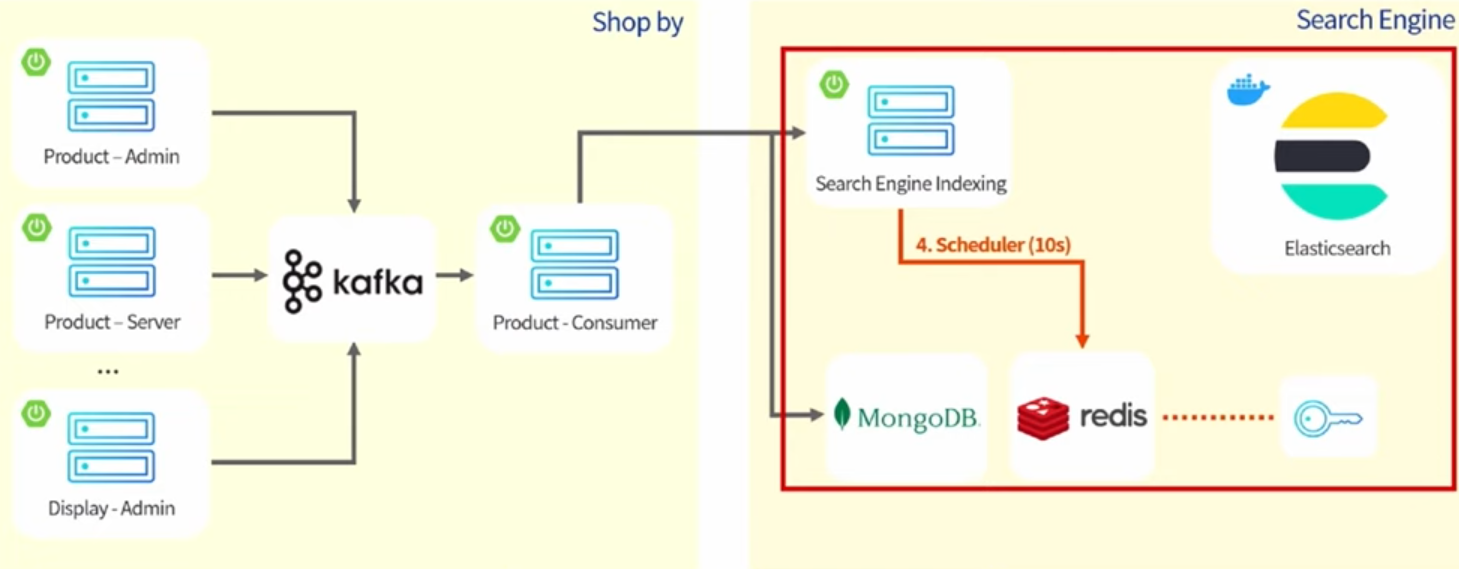 Shop by
Search Engine
Product – Admin
Product – Server
...
Display - Admin
kafka
Product - Consumer
Search Engine Indexing
4. Scheduler (10s)
Elasticsearch
MongoDB.
redis